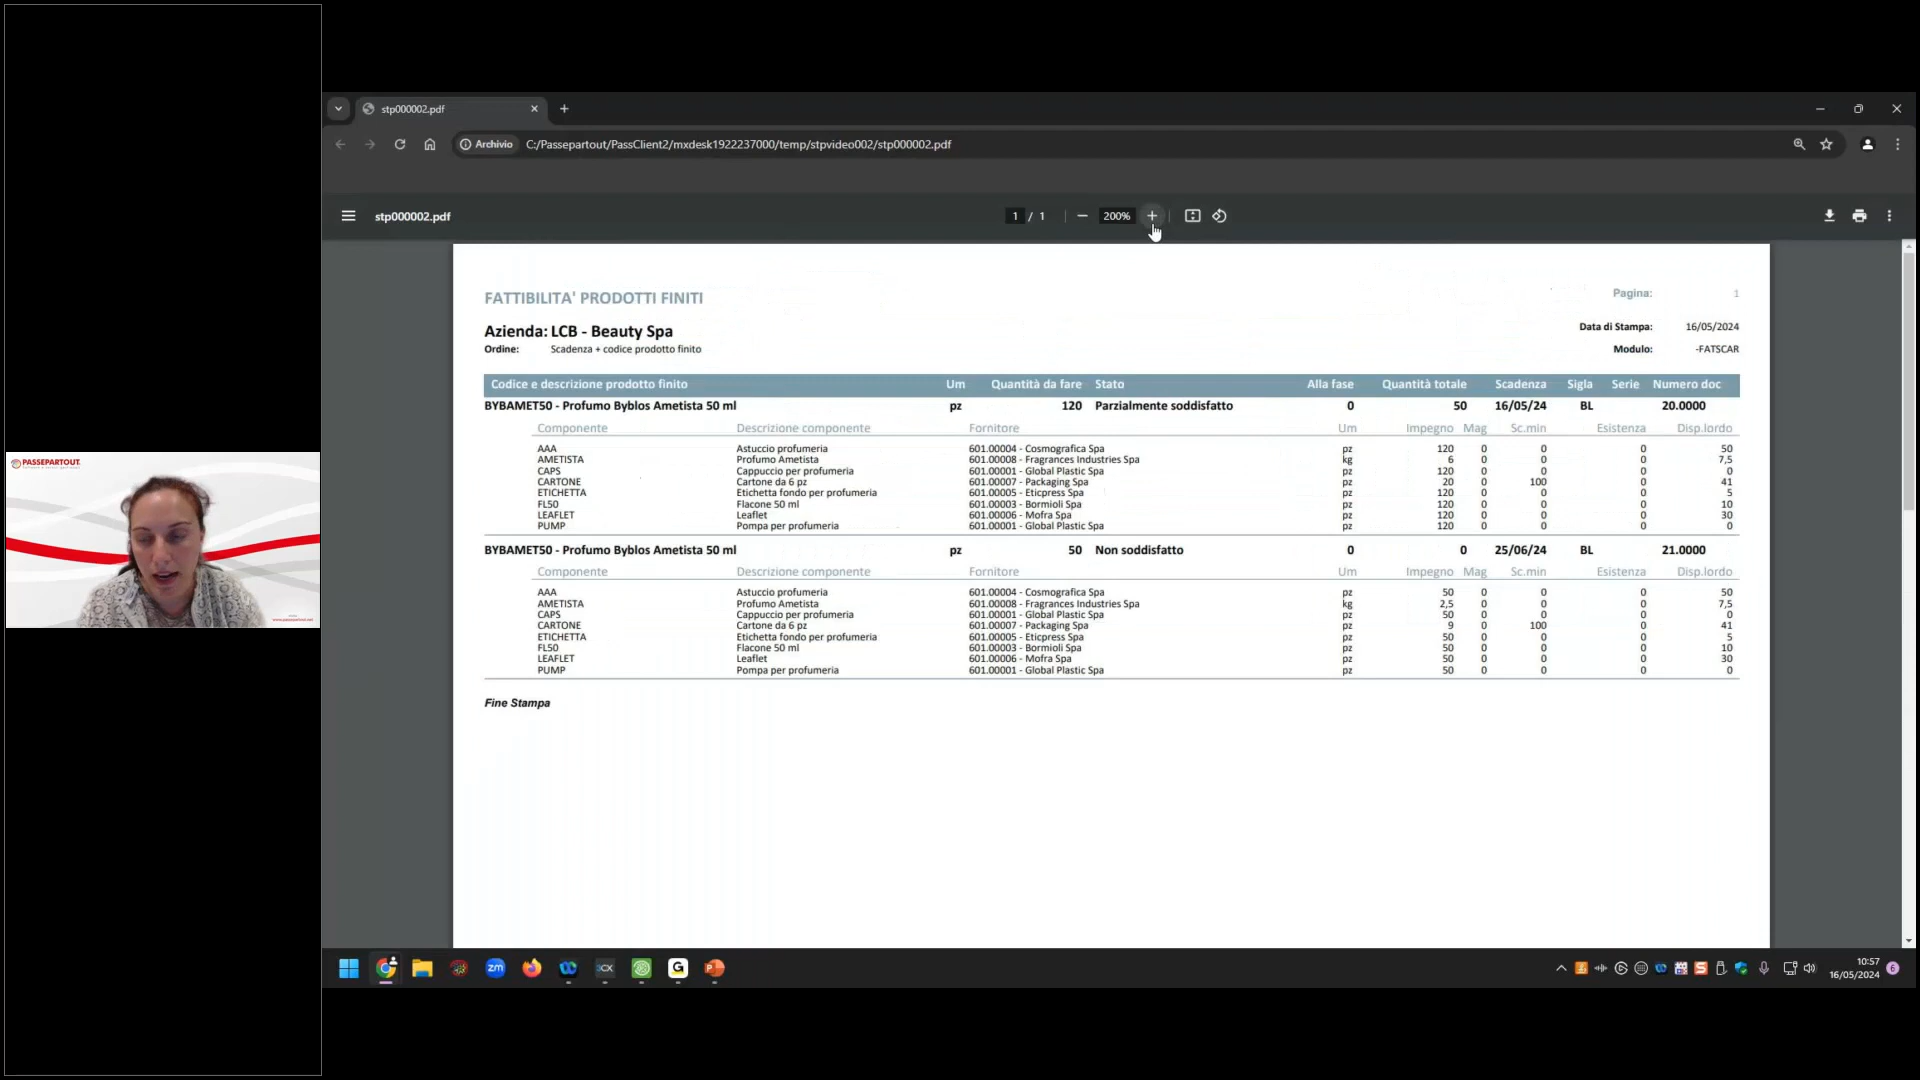 stp000002.pdf
Archivio C:/Passepartout/PassClient2/mxdesk1922237000/temp/stpvideo002/stp000002.pdf
stp000002.pdf 1 / 1 200%
FATTIBILITA' PRODOTTI FINITI Pagina: 1
Azienda: LCB - Beauty Spa Data di Stampa: 16/05/2024
Ordine: Scadenza + codice prodotto finito Modulo: -FATSCAR
Codice e descrizione prodotto finito Um Quantità da fare Stato Alla fase Quantità totale Scadenza Sigla Serie Numero doc
BYBAMET50 - Profumo Byblos Ametista 50 ml pz 120 Parzialmente soddisfatto 0 50 16/05/24 BL 20.0000
Componente Descrizione componente Fornitore Um Impegno Mag Sc.min Esistenza Disp.lordo
AAA Astuccio profumeria 601.00004 - Cosmografica Spa pz 120 0 0 0 50
AMETISTA Profumo Ametista 601.00008 - Fragrances Industries Spa kg 6 0 0 0 7,5
CAPS Cappuccio per profumeria 601.00001 - Global Plastic Spa pz 120 0 0 0 0
CARTONE Cartone da 6 pz 601.00007 - Packaging Spa pz 20 0 100 0 41
ETICHETTA Etichetta fondo per profumeria 601.00005 - Eticpress Spa pz 120 0 0 0 5
FL50 Flacone 50 ml 601.00003 - Bormioli Spa pz 120 0 0 0 10
LEAFLET Leaflet 601.00006 - Mofra Spa pz 120 0 0 0 30
PUMP Pompa per profumeria 601.00001 - Global Plastic Spa pz 120 0 0 0 0
BYBAMET50 - Profumo Byblos Ametista 50 ml pz 50 Non soddisfatto 0 0 25/06/24 BL 21.0000
Componente Descrizione componente Fornitore Um Impegno Mag Sc.min Esistenza Disp.lordo
AAA Astuccio profumeria 601.00004 - Cosmografica Spa pz 50 0 0 0 50
AMETISTA Profumo Ametista 601.00008 - Fragrances Industries Spa kg 2,5 0 0 0 7,5
CAPS Cappuccio per profumeria 601.00001 - Global Plastic Spa pz 50 0 0 0 0
CARTONE Cartone da 6 pz 601.00007 - Packaging Spa pz 9 0 100 0 41
ETICHETTA Etichetta fondo per profumeria 601.00005 - Eticpress Spa pz 50 0 0 0 5
FL50 Flacone 50 ml 601.00003 - Bormioli Spa pz 50 0 0 0 10
LEAFLET Leaflet 601.00006 - Mofra Spa pz 50 0 0 0 30
PUMP Pompa per profumeria 601.00001 - Global Plastic Spa pz 50 0 0 0 0
Fine Stampa
PASSEPARTOUT
www.passepartout.net
zm
3CX
G
P
S
10:57
16/05/2024
6